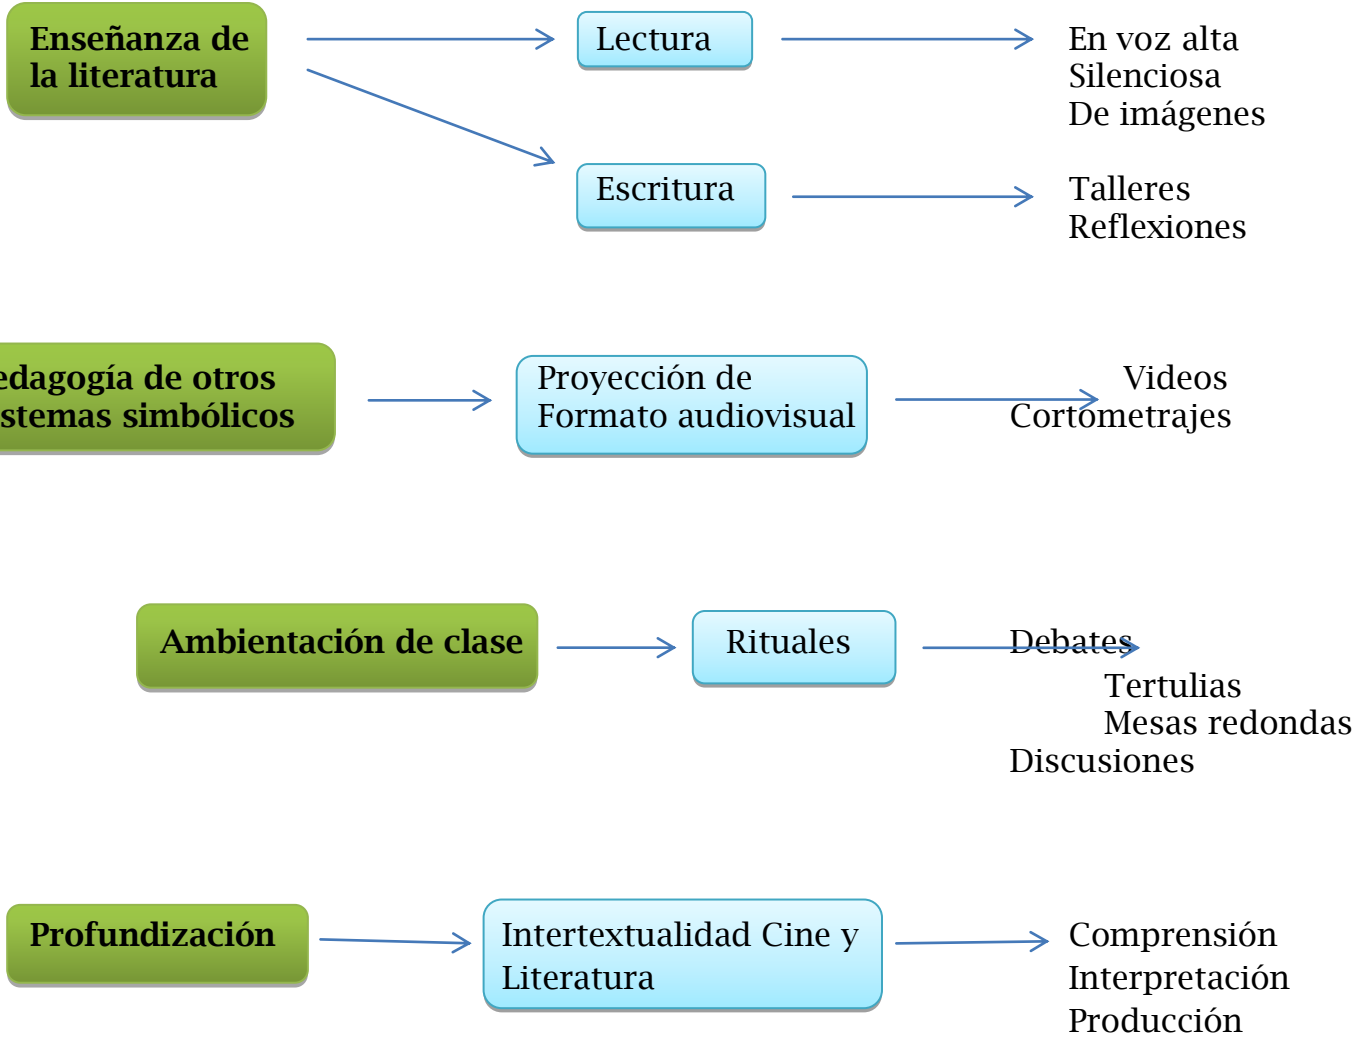 Enseñanza de
la literatura
Lectura
En voz alta
Silenciosa
De imágenes
Escritura
Talleres
Reflexiones
edagogía de otros
stemas simbólicos
Proyección de
Formato audiovisual
Videos
Cortometrajes
Ambientación de clase
Rituales
Debates
Tertulias
Mesas redondas
Discusiones
Profundización
Intertextualidad Cine y
Literatura
Comprensión
Interpretación
Producción